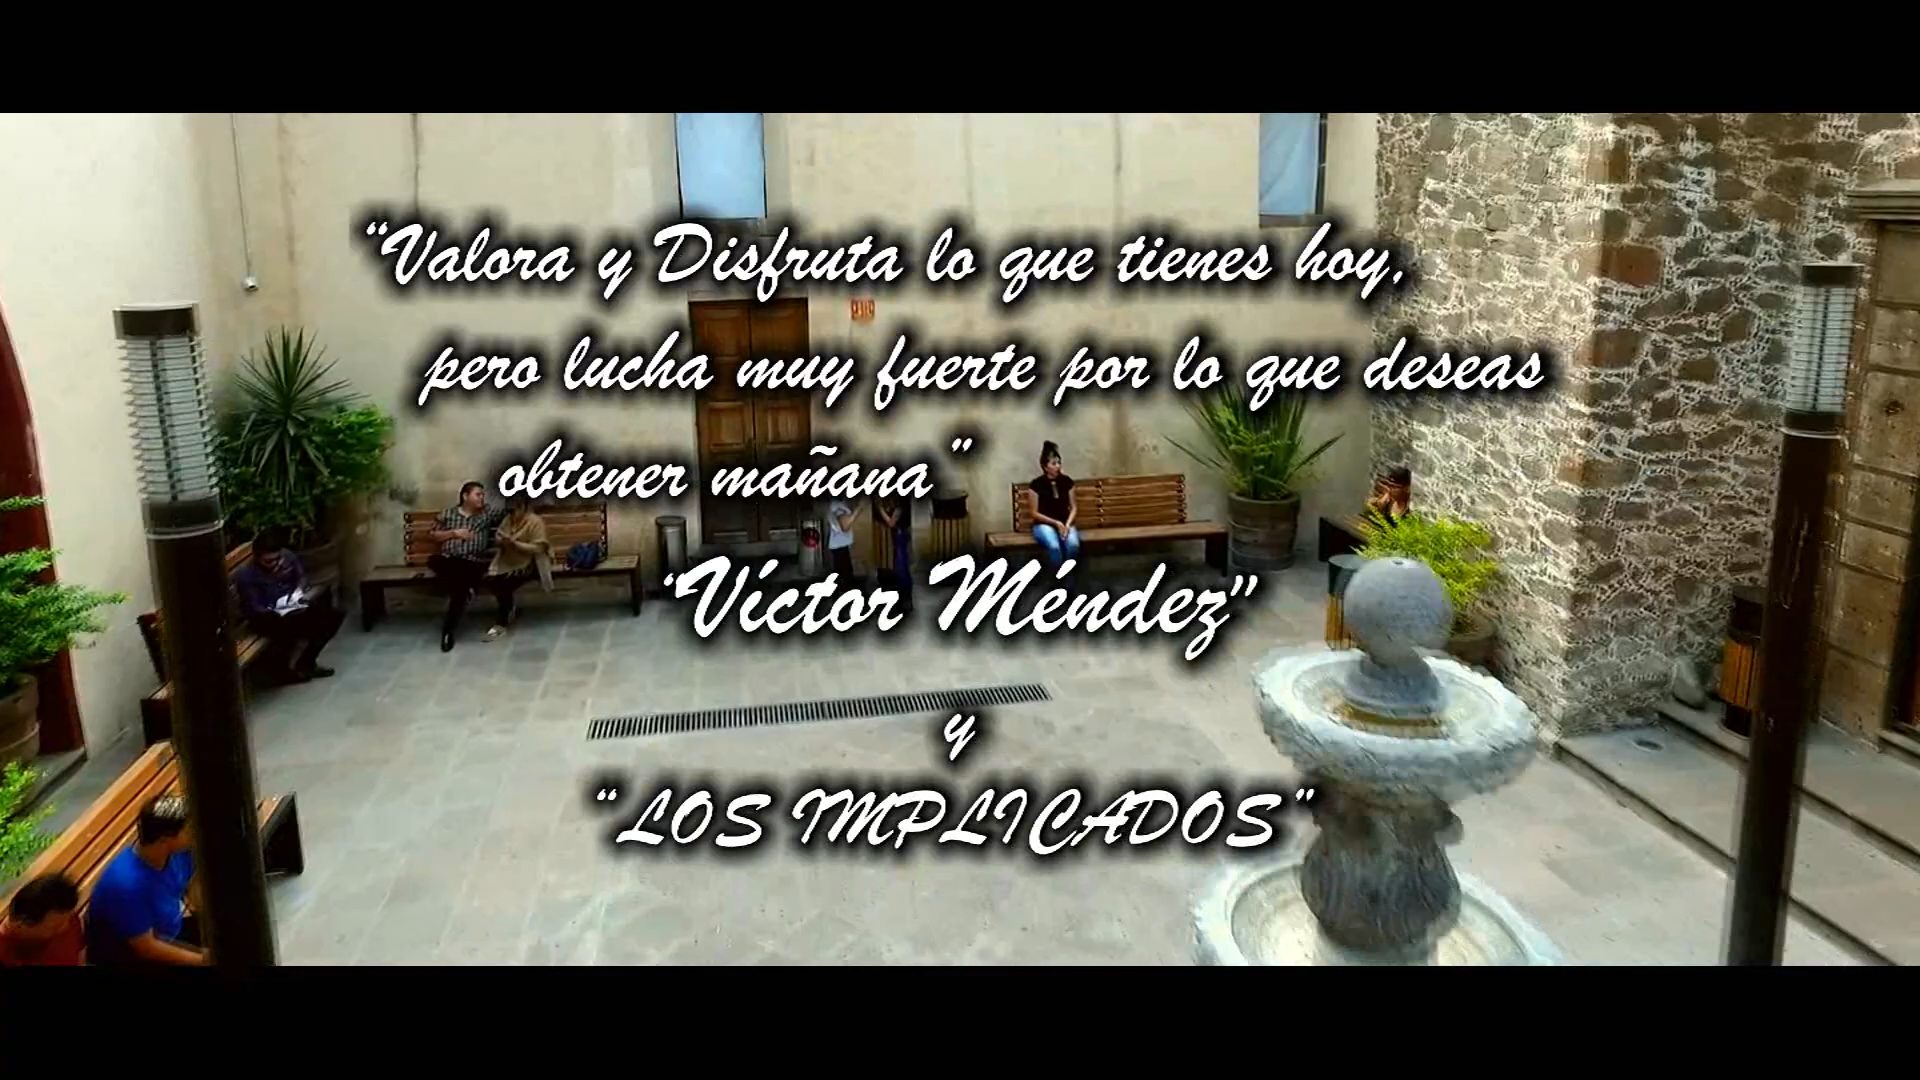 “Valora y Disfruta lo que tienes hoy,
pero lucha muy fuerte por lo que deseas
obtener mañana”
“Víctor Méndez”
y
“LOS IMPLICADOS”